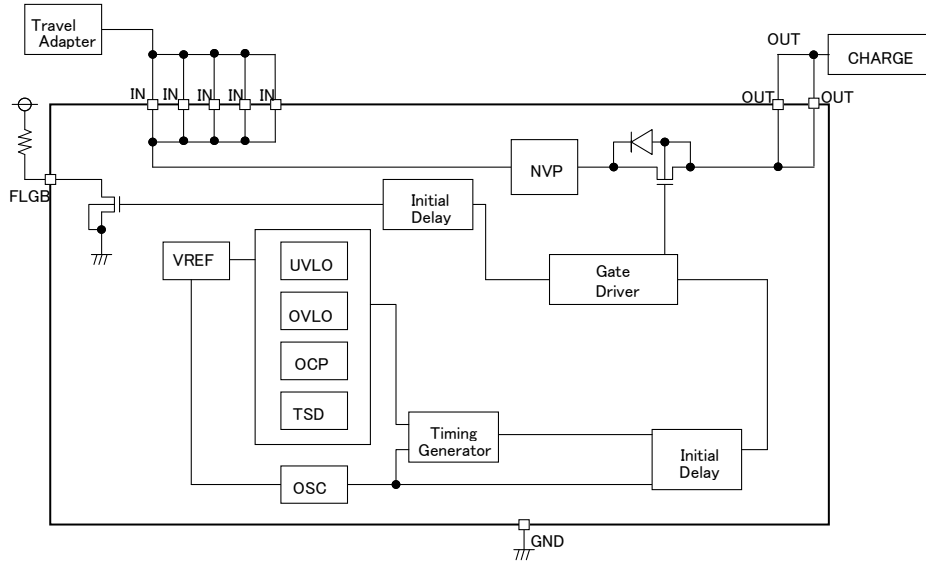 Travel
Adapter
OUT
CHARGE
IN
IN
IN
IN
IN
OUT
OUT
NVP
FLGB
Initial
Delay
VREF
UVLO
Gate
Driver
OVLO
OCP
TSD
Timing
Generator
Initial
Delay
OSC
GND